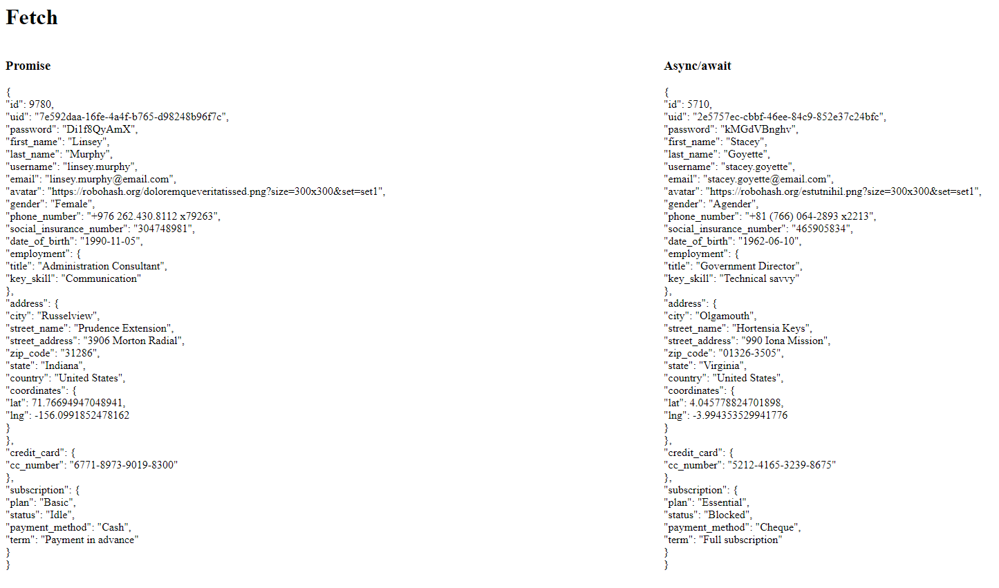 Fetch
Promise
{
"id": 9780,
"uid": "7e592daa-16fe-4a4f-b765-d98248b96f7c",
"password": "Di1f8QyAmX",
"first_name": "Linsey",
"last_name": "Murphy",
"username": "linsey.murphy",
"email": "linsey.murphy@email.com",
"avatar": "https://robohash.org/doloremqueveritatissed.png?size=300x300&set=set1",
"gender": "Female",
"phone_number": "+976 262.430.8112 x79263",
"social_insurance_number": "304748981",
"date_of_birth": "1990-11-05",
"employment": {
"title": "Administration Consultant",
"key_skill": "Communication"
},
"address": {
"city": "Russelview",
"street_name": "Prudence Extension",
"street_address": "3906 Morton Radial",
"zip_code": "31286",
"state": "Indiana",
"country": "United States",
"coordinates": {
"lat": 71.76694947048941,
"lng": -156.0991852478162
}
},
"credit_card": {
"cc_number": "6771-8973-9019-8300"
},
"subscription": {
"plan": "Basic",
"status": "Idle",
"payment_method": "Cash",
"term": "Payment in advance"
}
}
Async/await
{
"id": 5710,
"uid": "2e5757ec-cbbf-46ee-84c9-852e37c24bfc",
"password": "kMGdVBnghv",
"first_name": "Stacey",
"last_name": "Goyette",
"username": "stacey.goyette",
"email": "stacey.goyette@email.com",
"avatar": "https://robohash.org/estutnihil.png?size=300x300&set=set1",
"gender": "Agender",
"phone_number": "+81 (766) 064-2893 x2213",
"social_insurance_number": "465905834",
"date_of_birth": "1962-06-10",
"employment": {
"title": "Government Director",
"key_skill": "Technical savvy"
},
"address": {
"city": "Olgamouth",
"street_name": "Hortensia Keys",
"street_address": "990 Iona Mission",
"zip_code": "01326-3505",
"state": "Virginia",
"country": "United States",
"coordinates": {
"lat": 4.045778824701898,
"lng": -3.994353529941776
}
},
"credit_card": {
"cc_number": "5212-4165-3239-8675"
},
"subscription": {
"plan": "Essential",
"status": "Blocked",
"payment_method": "Cheque",
"term": "Full subscription"
}
}